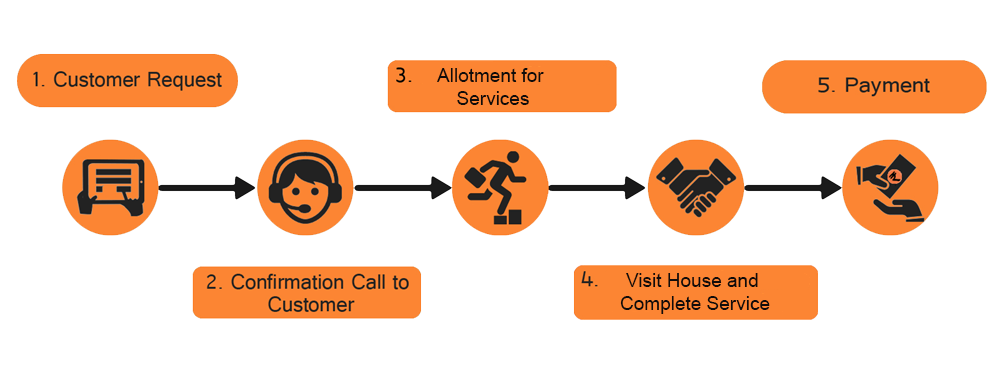 1. Customer Request
2. Confirmation Call to
Customer
3. Allotment for
Services
4. Visit House and
Complete Service
5. Payment